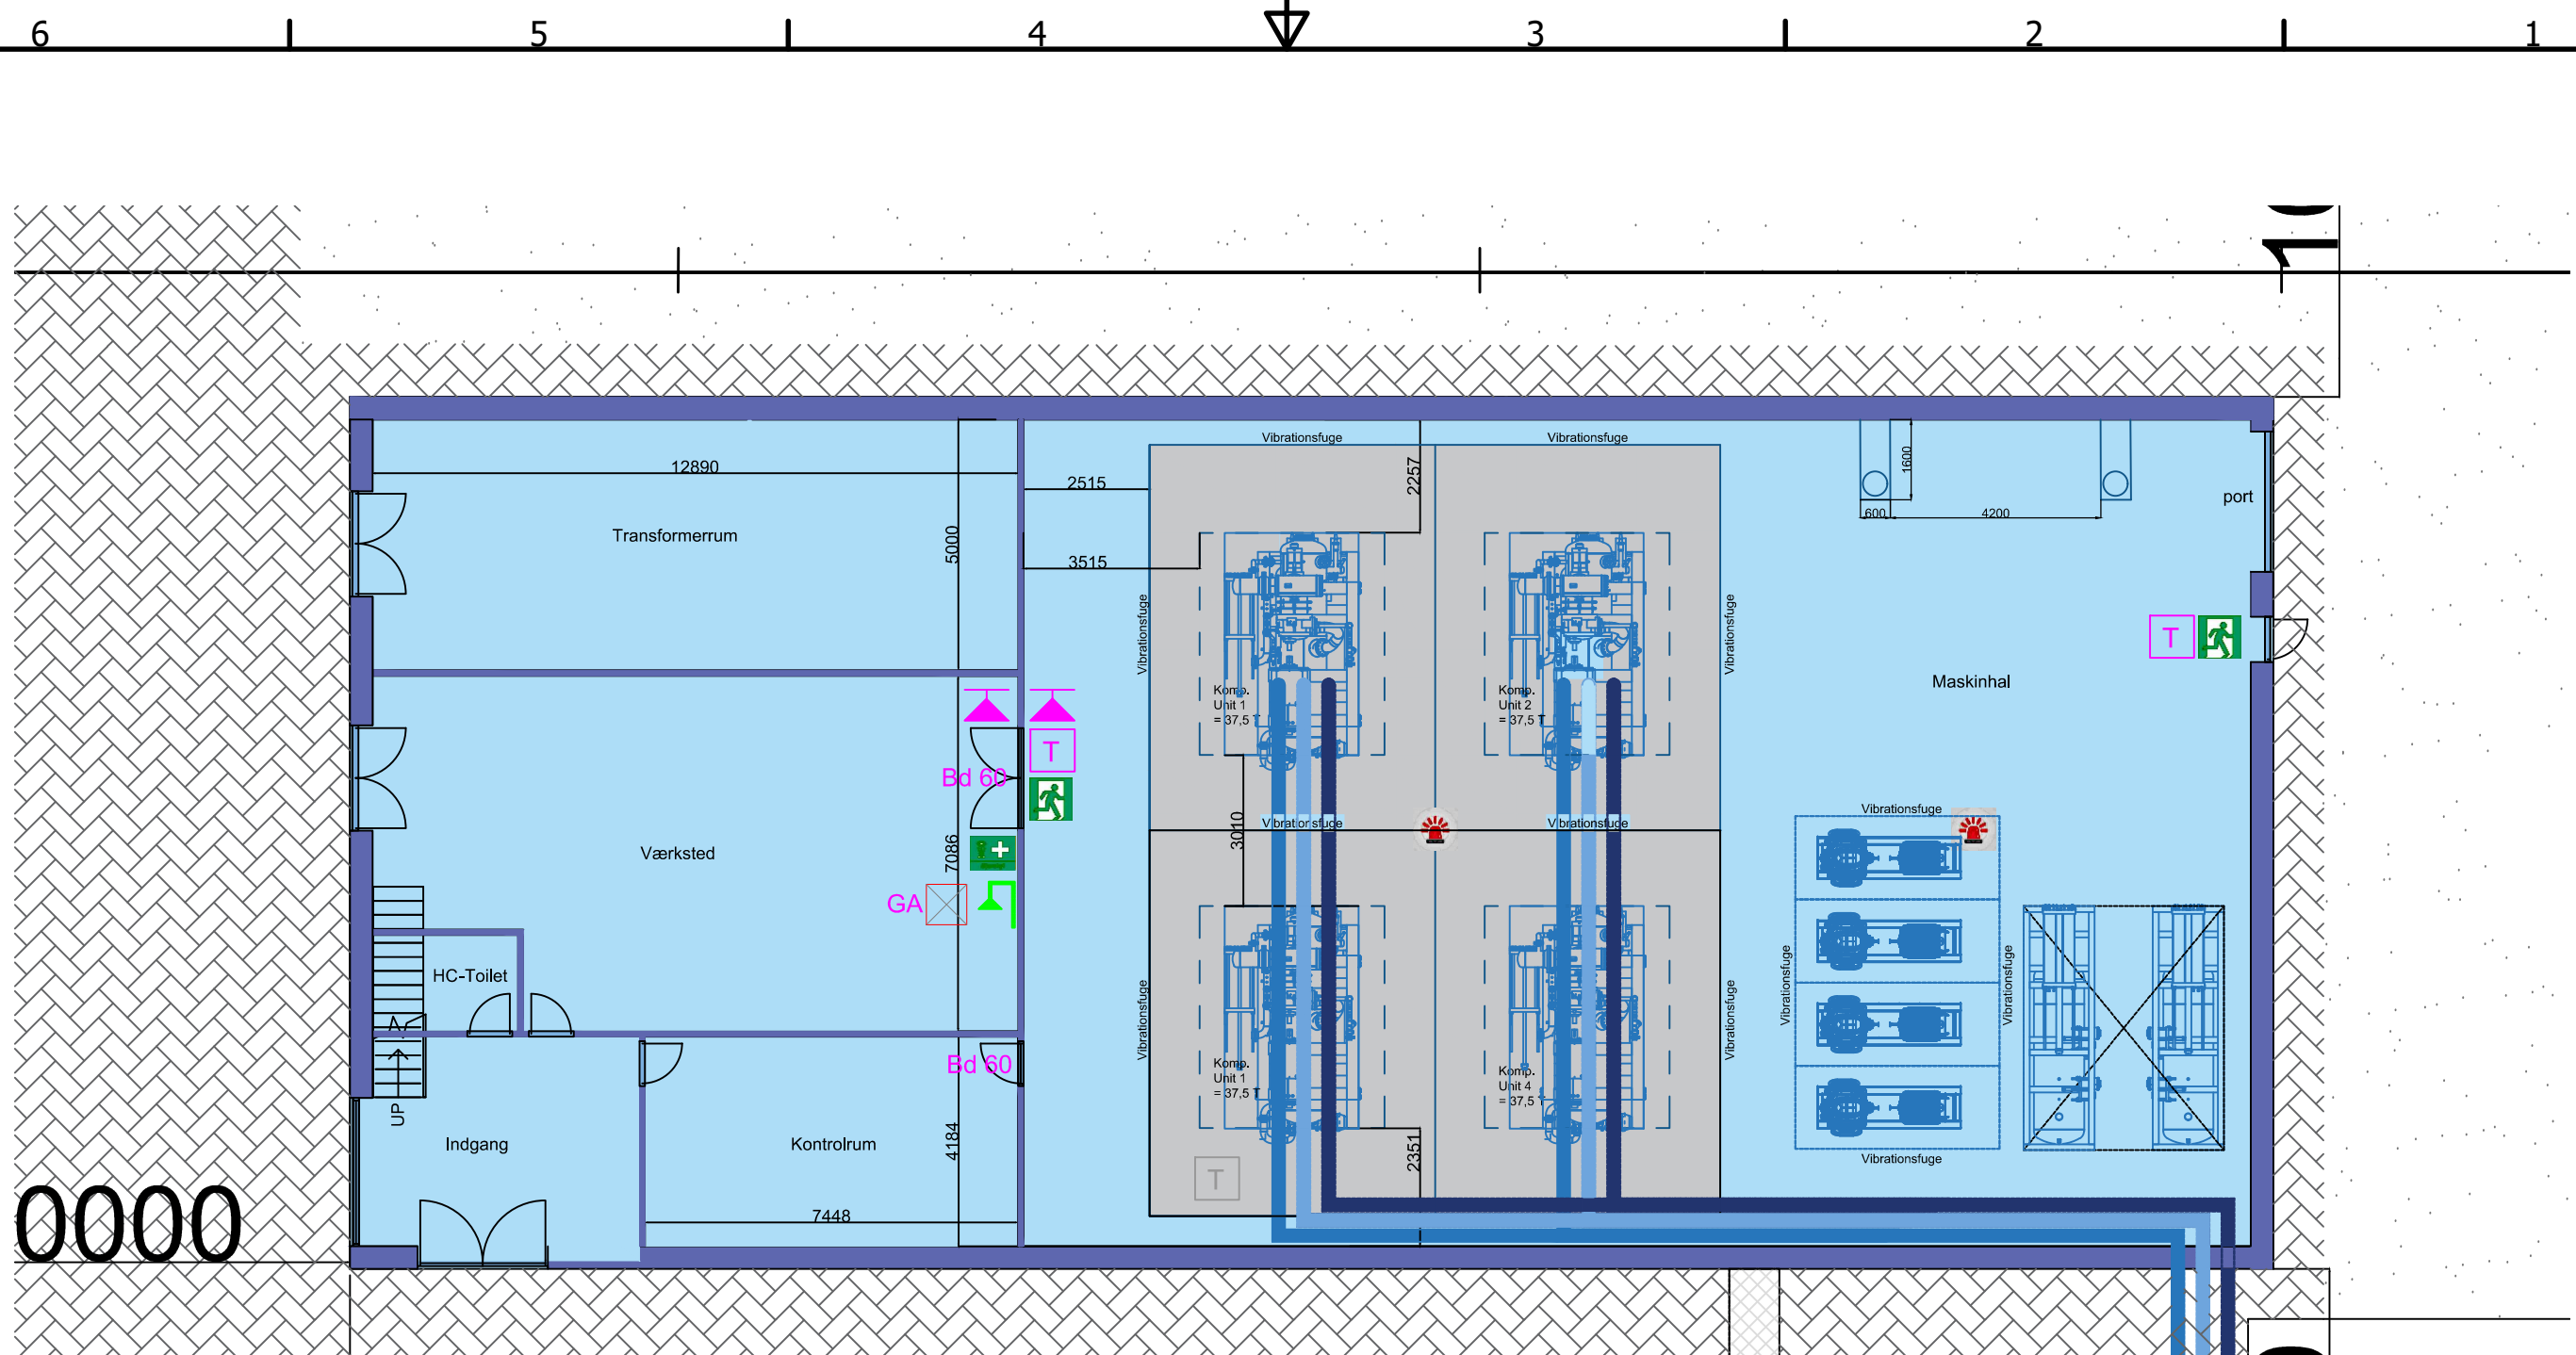 6
5
4
3
2
1
Vibrationsfuge
Vibrationsfuge
12890
2515
2257
1600
port
600
4200
Transformerrum
5000
3515
Vibrationsfuge
Vibrationsfuge
T
Maskinhal
Komp.
Unit 1
= 37,5 T
Komp.
Unit 2
= 37,5 T
T
Bd 60
Vibrationsfuge
Vibrationsfuge
Vibrationsfuge
3010
7086
Værksted
GA
HC-Toilet
Vibrationsfuge
Vibrationsfuge
Vibrationsfuge
Vibrationsfuge
Bd 60
Komp.
Unit 1
= 37,5 T
Komp.
Unit 4
= 37,5 T
UP
Indgang
Kontrolrum
4184
2351
Vibrationsfuge
T
7448
0000